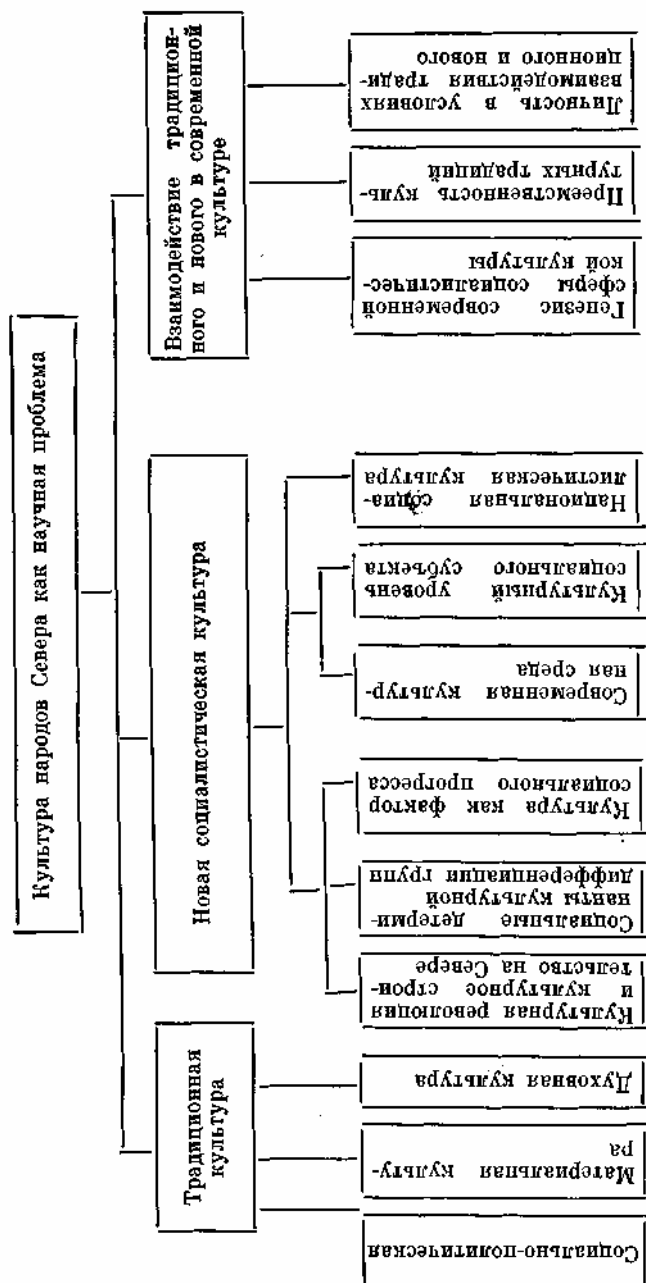 Культура народов Севера как научная проблема
Традиционная
культура
Новая социалистическая культура
Взаимодействие традицион-
ного и нового в современной
культуре
Социально-политическая
Материальная культу-
ра
Духовная культура
Культурная революция
и культурное строи-
тельство на Севере
Социальные детерми-
нанты культурной
дифференциации групп
Культура как фактор
социального прогресса
Современная культур-
ная среда
Культурный уровень
социального субъекта
Национальная социа-
листическая культура
Генезис современной
сферы социалистичес-
кой культуры
Преемственность куль-
турных традиций
Личность в условиях
взаимодействия тради-
ционного и нового